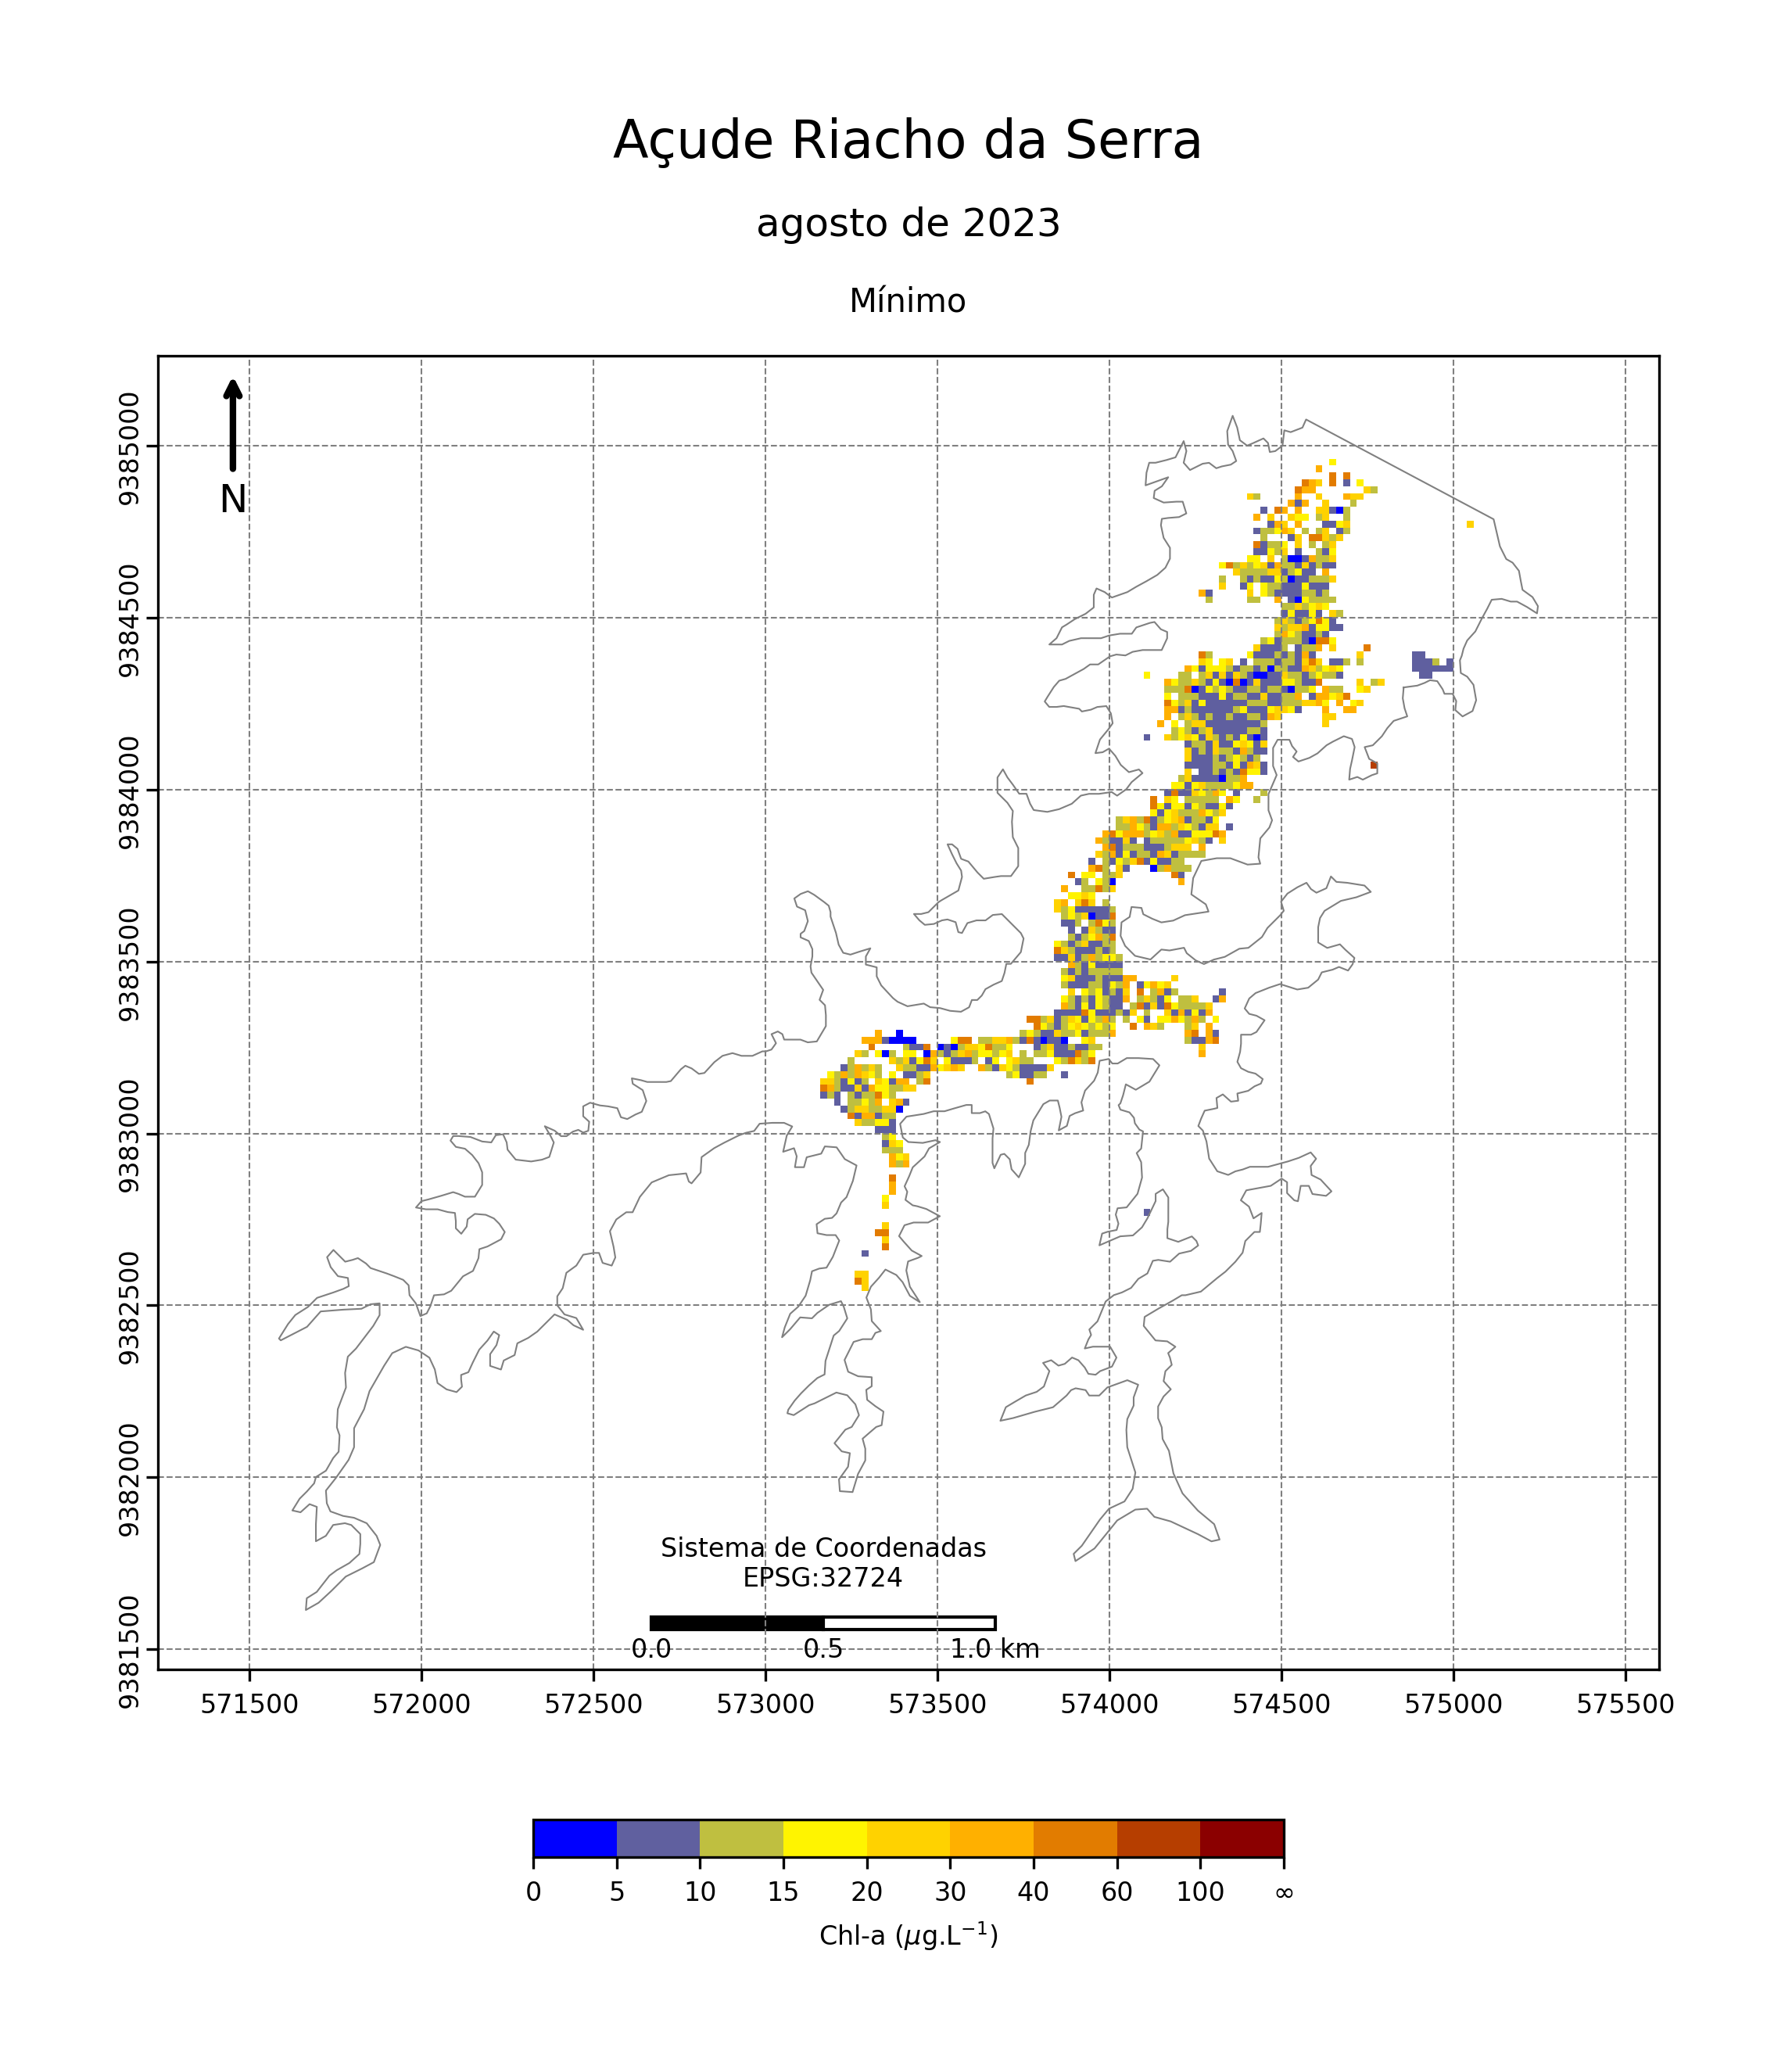 Açude Riacho da Serra
agosto de 2023
Mínimo
N
9385000
9384500
9384000
9383500
9383000
9382500
9382000
9381500
Sistema de Coordenadas
EPSG:32724
0.0 0.5 1.0 km
571500 572000 572500 573000 573500 574000 574500 575000 575500
0 5 10 15 20 30 40 60 100 ∞
Chl-a (μg.L⁻¹)